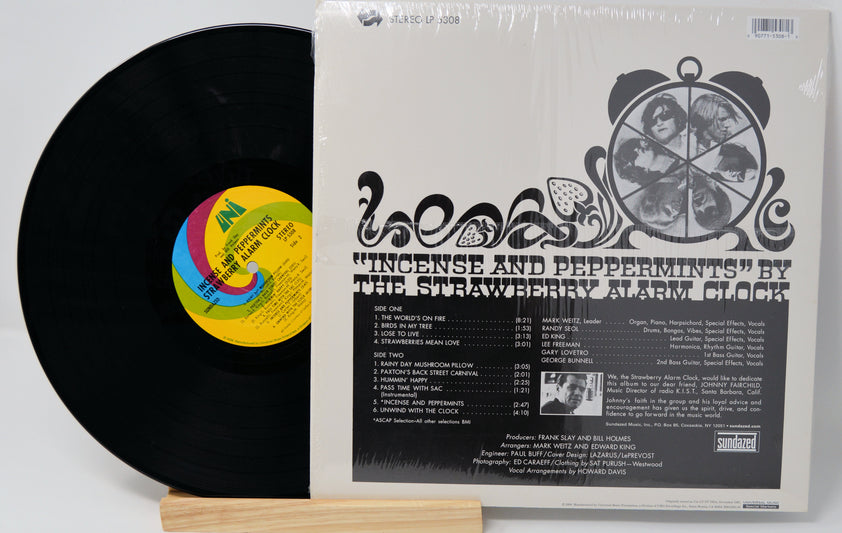 STEREO LP 5308
"INCENSE AND PEPPERMINTS" BY
THE STRAWBERRY ALARM CLOCK
SIDE ONE
1. THE WORLD'S ON FIRE (8:21)
2. BIRDS IN MY TREE (1:53)
3. LOSE TO LIVE (3:13)
4. STRAWBERRIES MEAN LOVE (3:01)
SIDE TWO
1. RAINY DAY MUSHROOM PILLOW (3:05)
2. PAXTON'S BACK STREET CARNIVAL (2:01)
3. HUMMIN' HAPPY (2:25)
4. PASS TIME WITH SAC (1:21)
(Instrumental)
5. *INCENSE AND PEPPERMINTS (2:47)
6. UNWIND WITH THE CLOCK (4:10)
*ASCAP Selection–All other selections BMI
MARK WEITZ, Leader Organ, Piano, Harpsichord, Special Effects, Vocals
RANDY SEOL Drums, Bongos, Vibes, Special Effects, Vocals
ED KING Lead Guitar, Special Effects, Vocals
LEE FREEMAN Harmonica, Rhythm Guitar, Vocals
GARY LOVETRO 1st Bass Guitar, Vocals
GEORGE BUNNELL 2nd Bass Guitar, Special Effects, Vocals
We, the Strawberry Alarm Clock, would like to dedicate
this album to our dear friend, JOHNNY FAIRCHILD,
Music Director of radio K.I.S.T., Santa Barbara, Calif.
Johnny's faith in the group and his loyal advice and
encouragement has given us the spirit, drive, and con-
fidence to go forward in the music world.
Sundazed Music, Inc., P.O. Box 85, Coxsackie, NY 12051 • www.sundazed.com
sundazed
Producers: FRANK SLAY AND BILL HOLMES
Arrangers: MARK WEITZ AND EDWARD KING
Engineer: PAUL BUFF/Cover Design: LAZARUS/LePREVOST
Photography: ED CARAEFF/Clothing by SAT PURUSH—Westwood
Vocal Arrangements by HOWARD DAVIS
UNI
INCENSE AND PEPPERMINTS
STRAWBERRY ALARM CLOCK
STEREO
Side 2